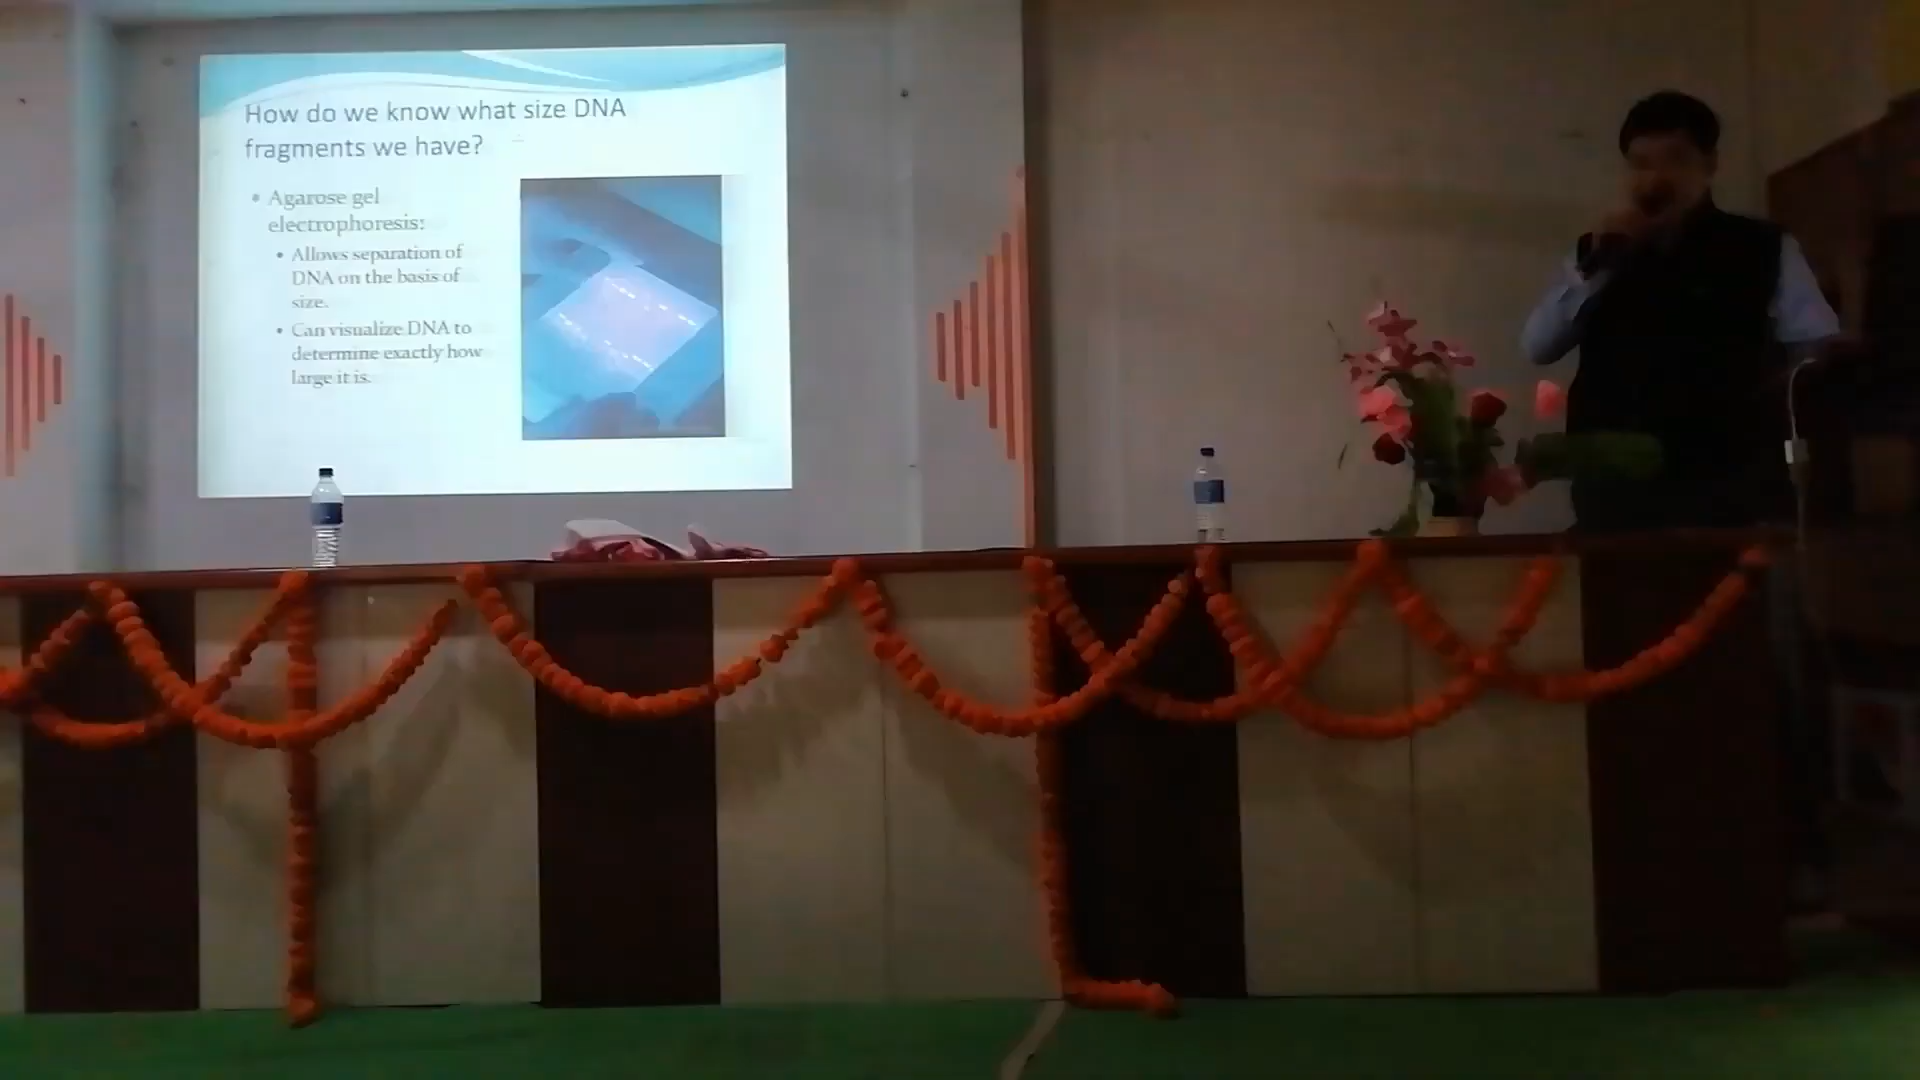 How do we know what size DNA
fragments we have?
• Agarose gel
electrophoresis:
• Allows separation of
DNA on the basis of
size.
• Can visualize DNA to
determine exactly how
large it is.